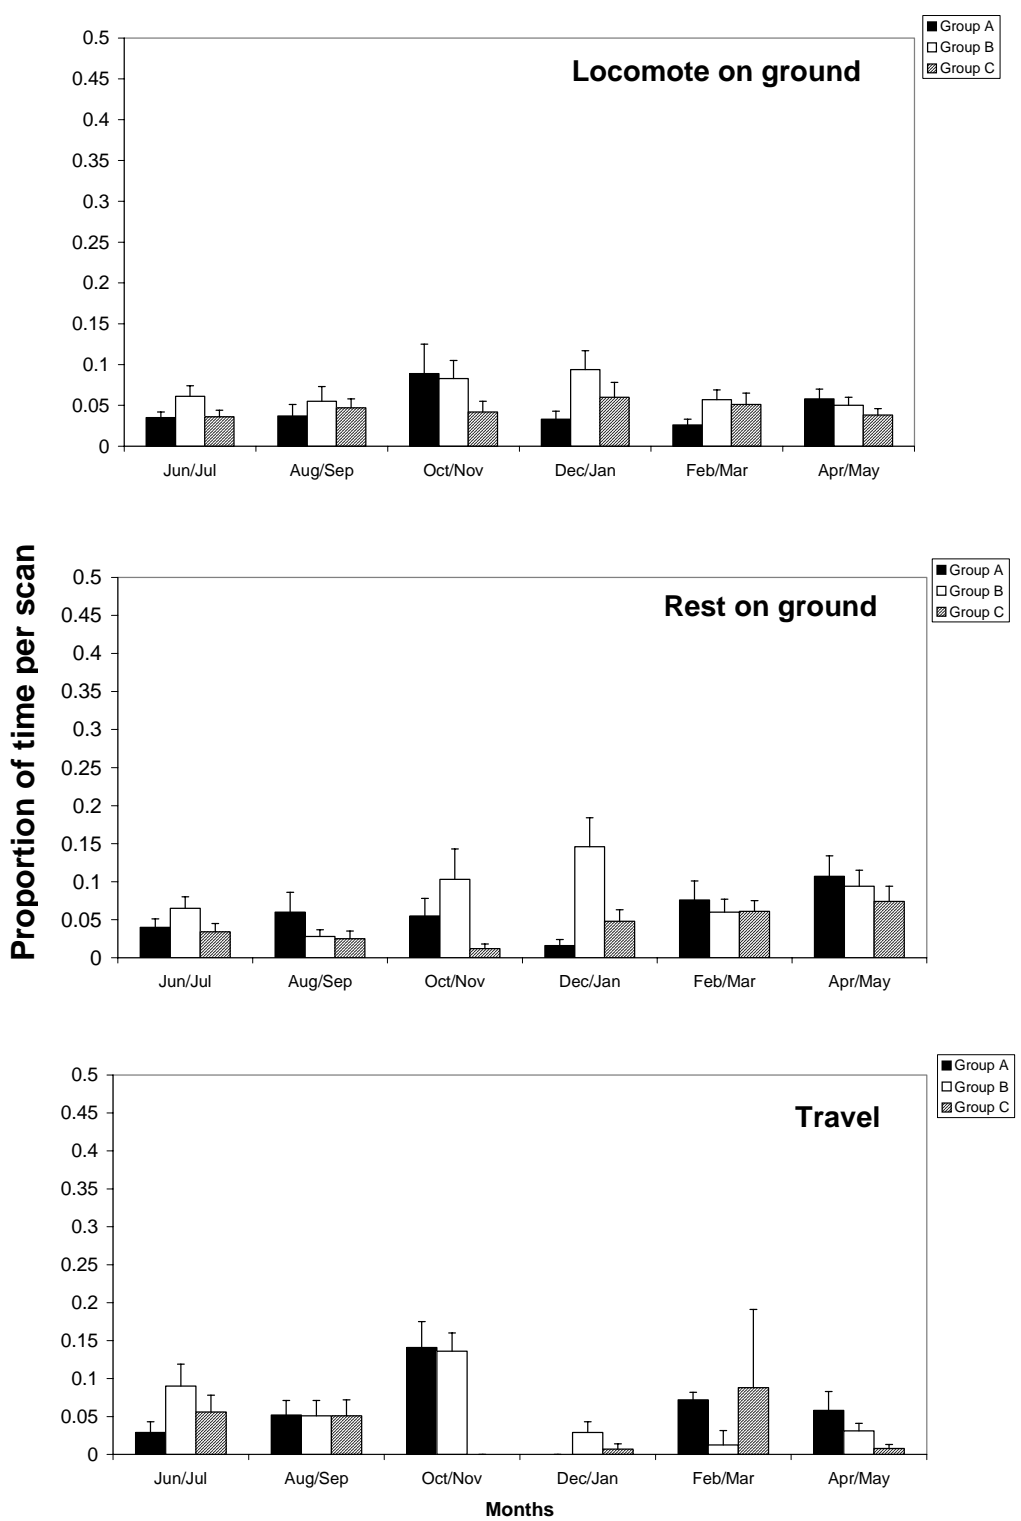 Group A
Group B
Group C
Locomote on ground
0.5
0.45
0.4
0.35
0.3
0.25
0.2
0.15
0.1
0.05
0
Jun/Jul Aug/Sep Oct/Nov Dec/Jan Feb/Mar Apr/May
Proportion of time per scan
Group A
Group B
Group C
Rest on ground
0.5
0.45
0.4
0.35
0.3
0.25
0.2
0.15
0.1
0.05
0
Jun/Jul Aug/Sep Oct/Nov Dec/Jan Feb/Mar Apr/May
Group A
Group B
Group C
Travel
0.5
0.45
0.4
0.35
0.3
0.25
0.2
0.15
0.1
0.05
0
Jun/Jul Aug/Sep Oct/Nov Dec/Jan Feb/Mar Apr/May
Months